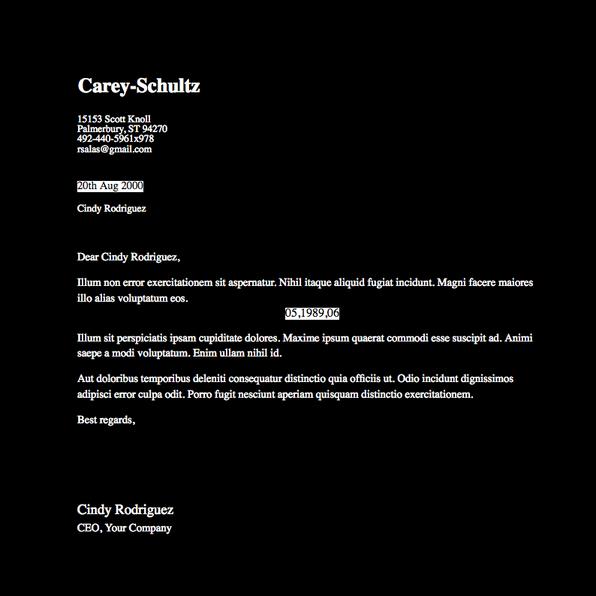 Carey-Schultz
15153 Scott Knoll
Palmerbury, ST 94270
492-440-5961x978
rsalas@gmail.com
20th Aug 2000
Cindy Rodriguez
Dear Cindy Rodriguez,
Illum non error exercitationem sit aspernatur. Nihil itaque aliquid fugiat incidunt. Magni facere maiores
illo alias voluptatum eos.
05,1989,06
Illum sit perspiciatis ipsam cupiditate dolores. Maxime ipsum quaerat commodi esse suscipit ad. Animi
saepe a modi voluptatum. Enim ullam nihil id.
Aut doloribus temporibus deleniti consequatur distinctio quia officiis ut. Odio incidunt dignissimos
adipisci error culpa odit. Porro fugit nesciunt aperiam quisquam distinctio exercitationem.
Best regards,
Cindy Rodriguez
CEO, Your Company